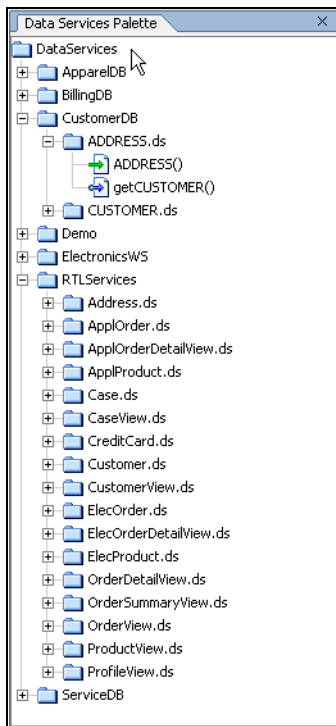 Data Services Palette
DataServices
ApparelDB
BillingDB
CustomerDB
ADDRESS.ds
ADDRESS()
getCUSTOMER()
CUSTOMER.ds
Demo
ElectronicsWS
RTLServices
Address.ds
ApplOrder.ds
ApplOrderDetailView.ds
ApplProduct.ds
Case.ds
CaseView.ds
CreditCard.ds
Customer.ds
CustomerView.ds
ElecOrder.ds
ElecOrderDetailView.ds
ElecProduct.ds
OrderDetailView.ds
OrderSummaryView.ds
OrderView.ds
ProductView.ds
ProfileView.ds
ServiceDB